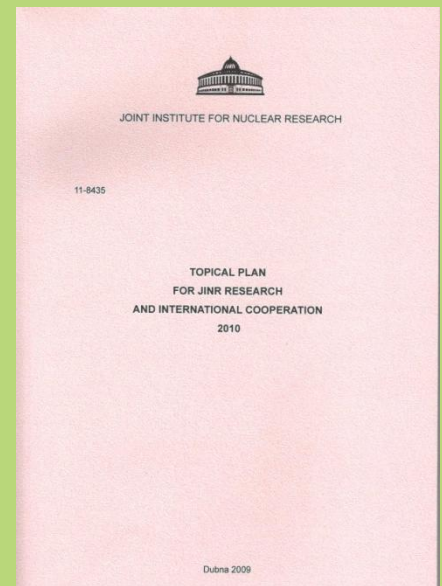 JOINT INSTITUTE FOR NUCLEAR RESEARCH
11-8435
TOPICAL PLAN
FOR JINR RESEARCH
AND INTERNATIONAL COOPERATION
2010
Dubna 2009